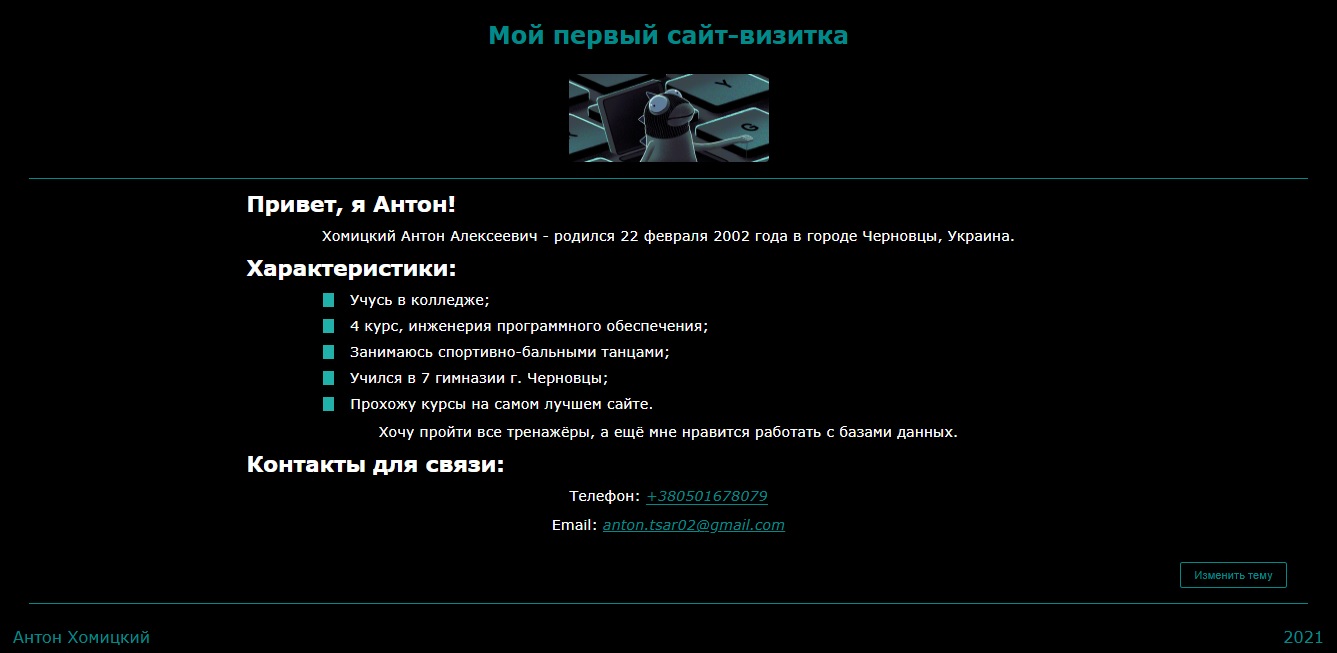 Мой первый сайт-визитка
Y
G
Привет, я Антон!
Хомицкий Антон Алексеевич - родился 22 февраля 2002 года в городе Черновцы, Украина.
Характеристики:
Учусь в колледже;
4 курс, инженерия программного обеспечения;
Занимаюсь спортивно-бальными танцами;
Учился в 7 гимназии г. Черновцы;
Прохожу курсы на самом лучшем сайте.
Хочу пройти все тренажёры, а ещё мне нравится работать с базами данных.
Контакты для связи:
Телефон: +380501678079
Email: anton.tsar02@gmail.com
Изменить тему
Антон Хомицкий 2021